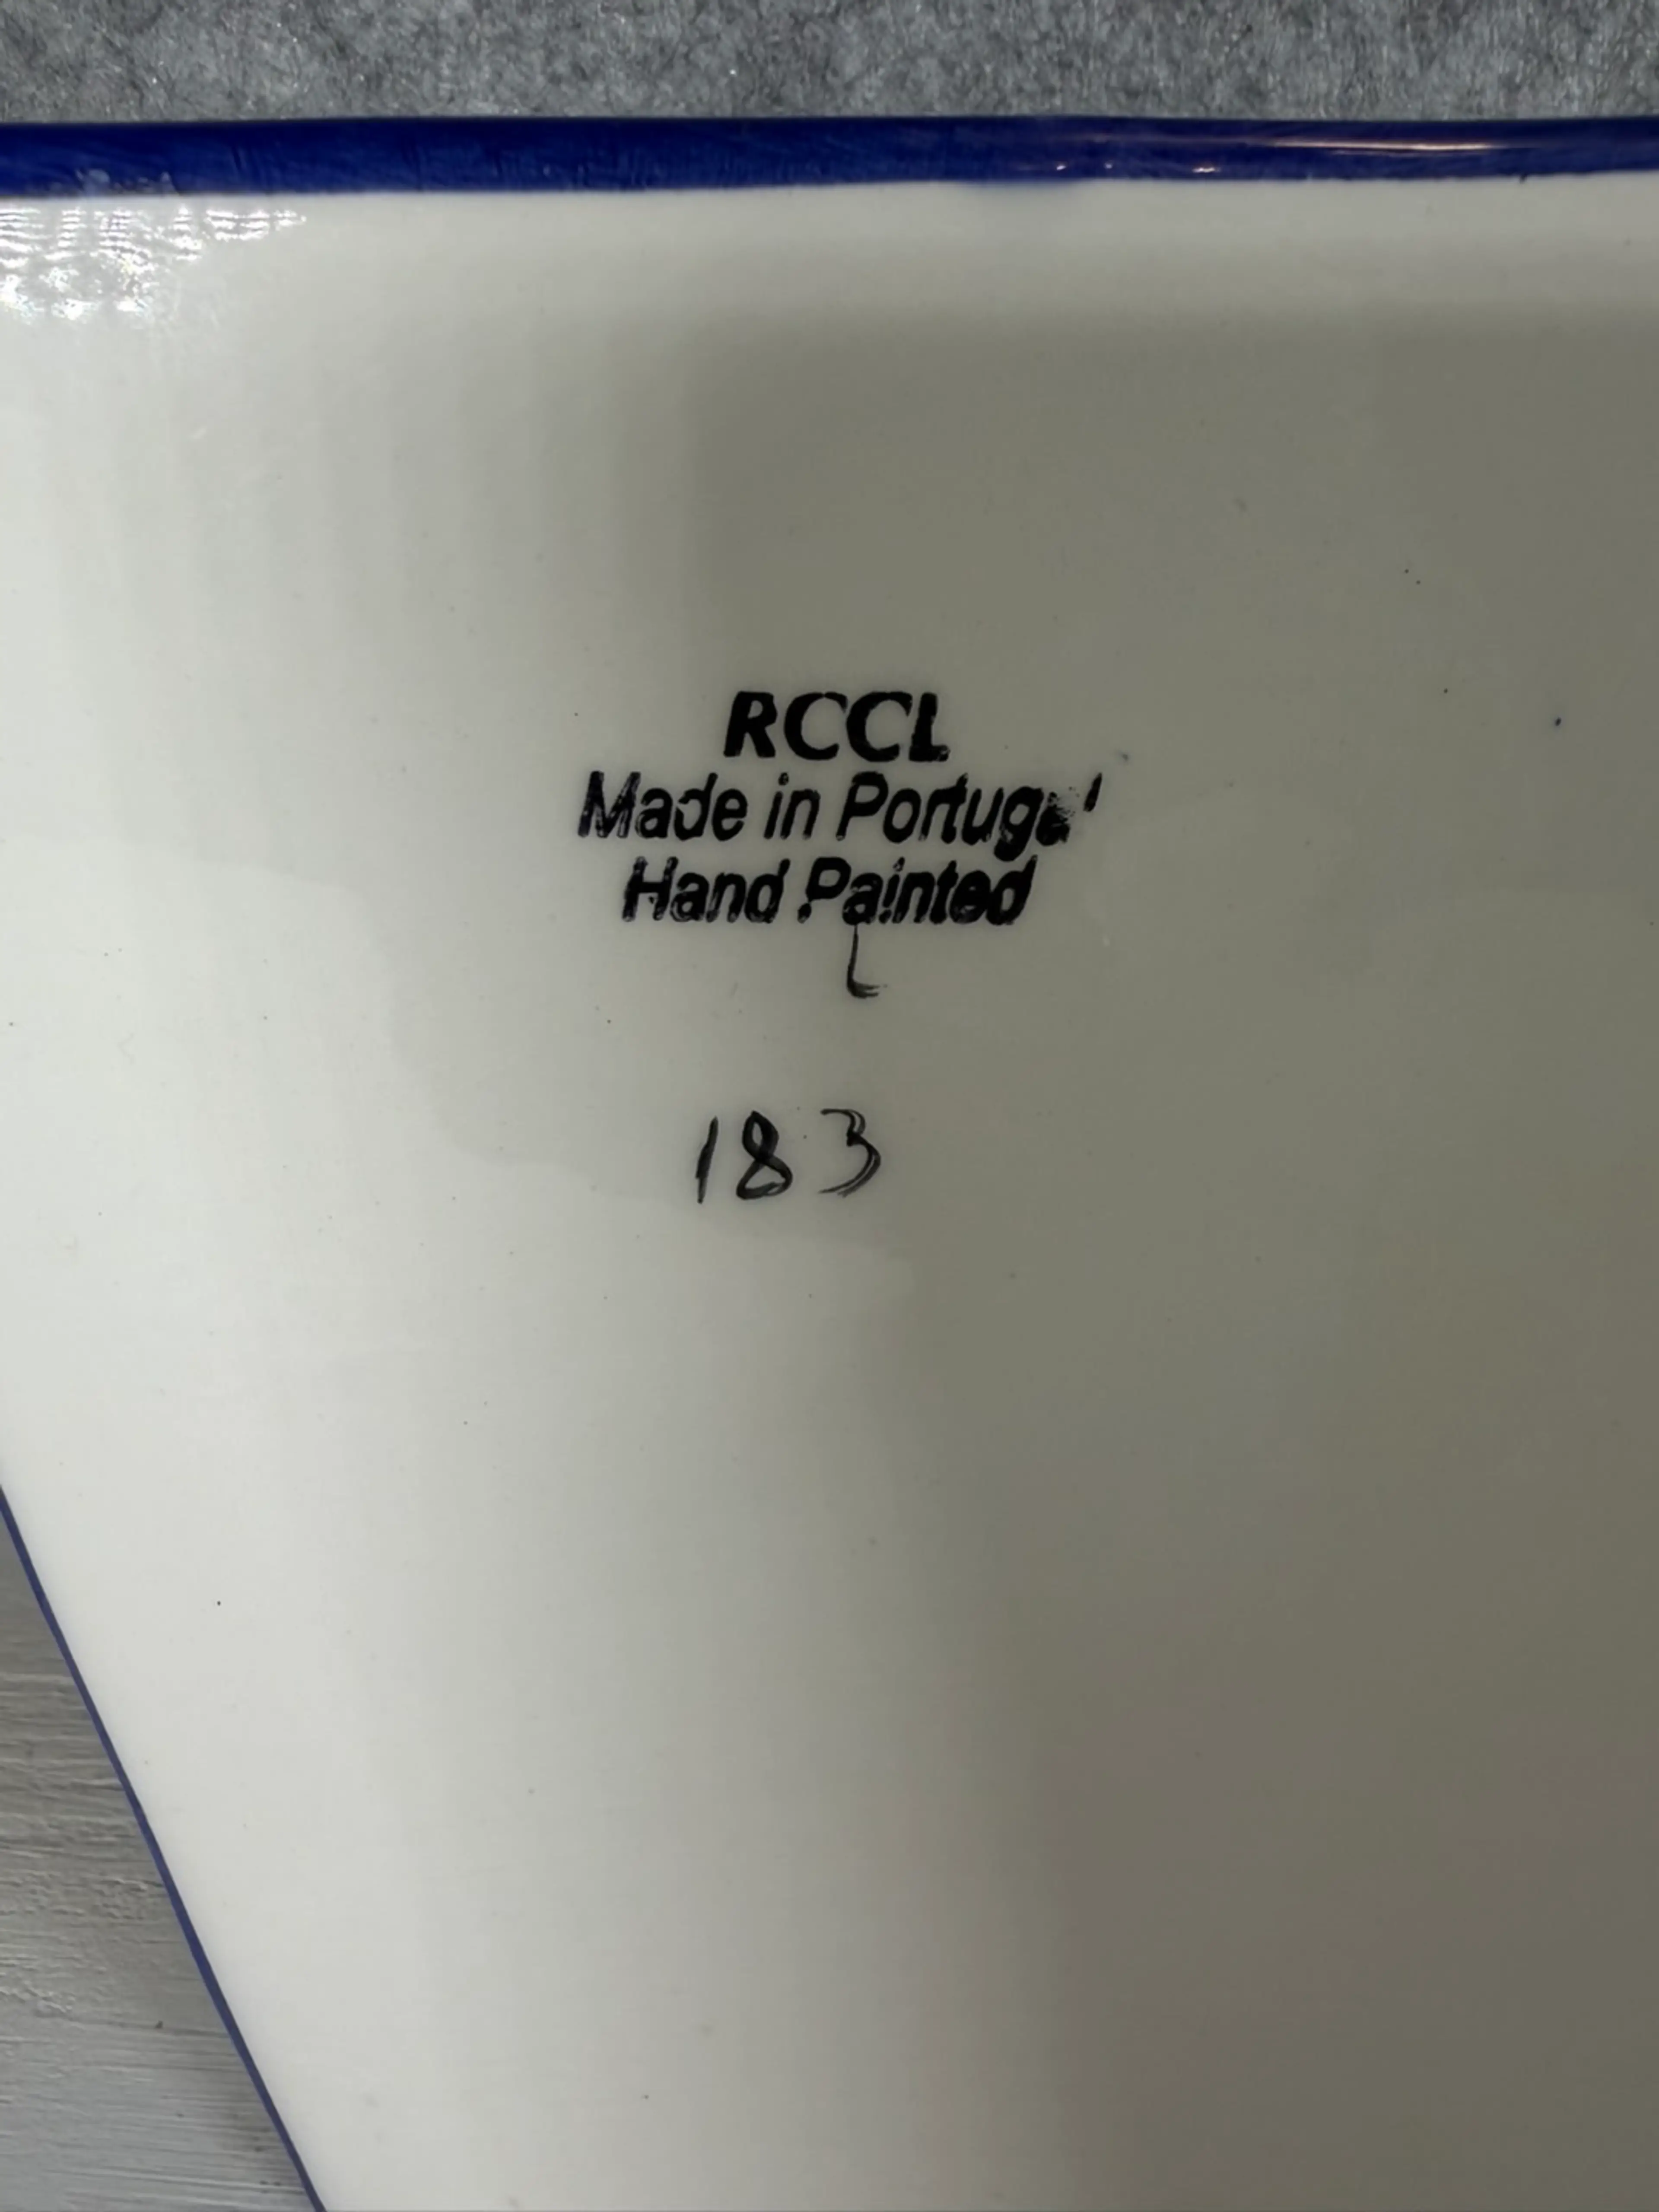 RCCL
Made in Portugal
Hand Painted
L
183